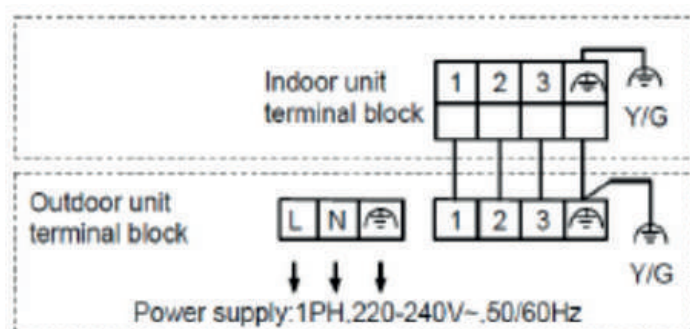 Indoor unit
terminal block
1 2 3
Y/G
Outdoor unit
terminal block
L N
1 2 3
Y/G
Power supply:1PH,220-240V~,50/60Hz